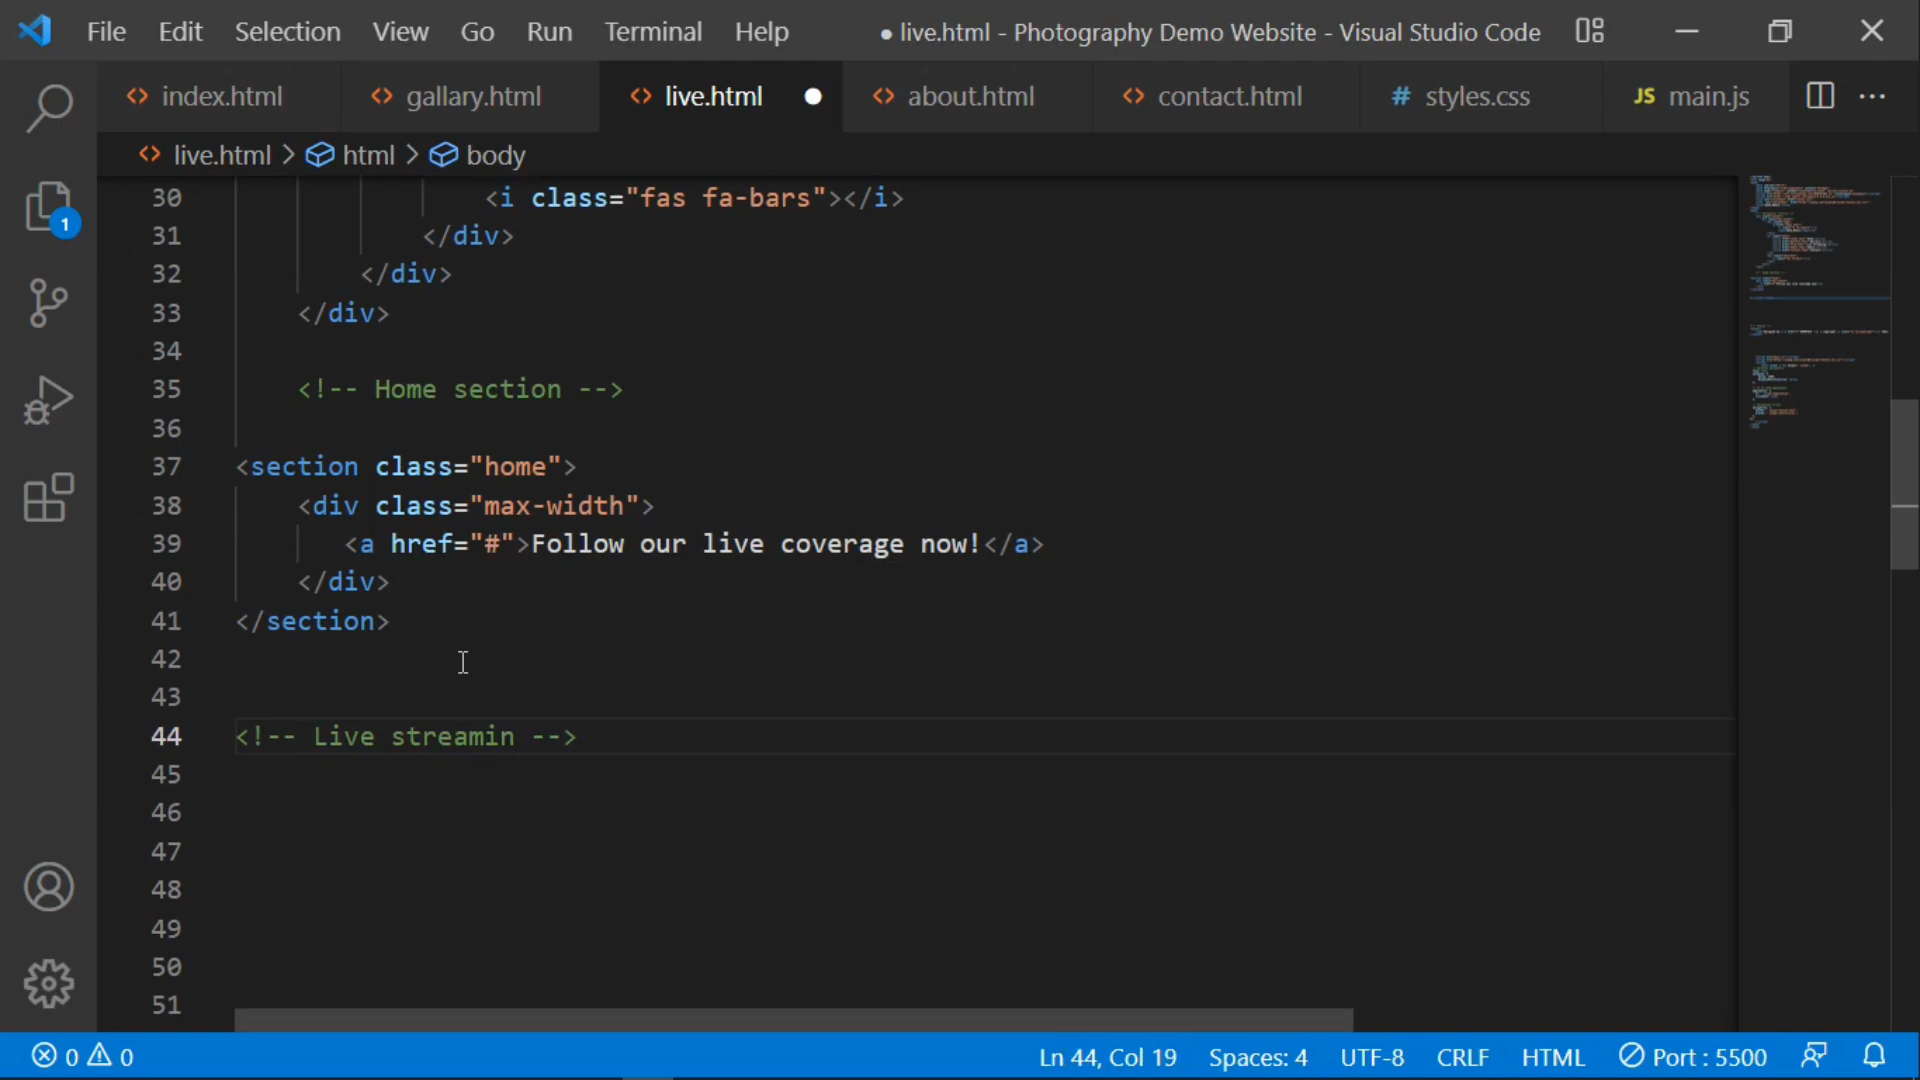 File Edit Selection View Go Run Terminal Help ● live.html - Photography Demo Website - Visual Studio Code
index.html gallary.html live.html ● about.html contact.html # styles.css JS main.js ...
live.html > html > body
30 <i class="fas fa-bars"></i>
31 </div>
32 </div>
33 </div>
34
35 <!-- Home section -->
36
37 <section class="home">
38 <div class="max-width">
39 <a href="#">Follow our live coverage now!</a>
40 </div>
41 </section>
42
43
44 <!-- Live streamin -->
45
46
47
48
49
50
51
1
0 0 Ln 44, Col 19 Spaces: 4 UTF-8 CRLF HTML Port : 5500